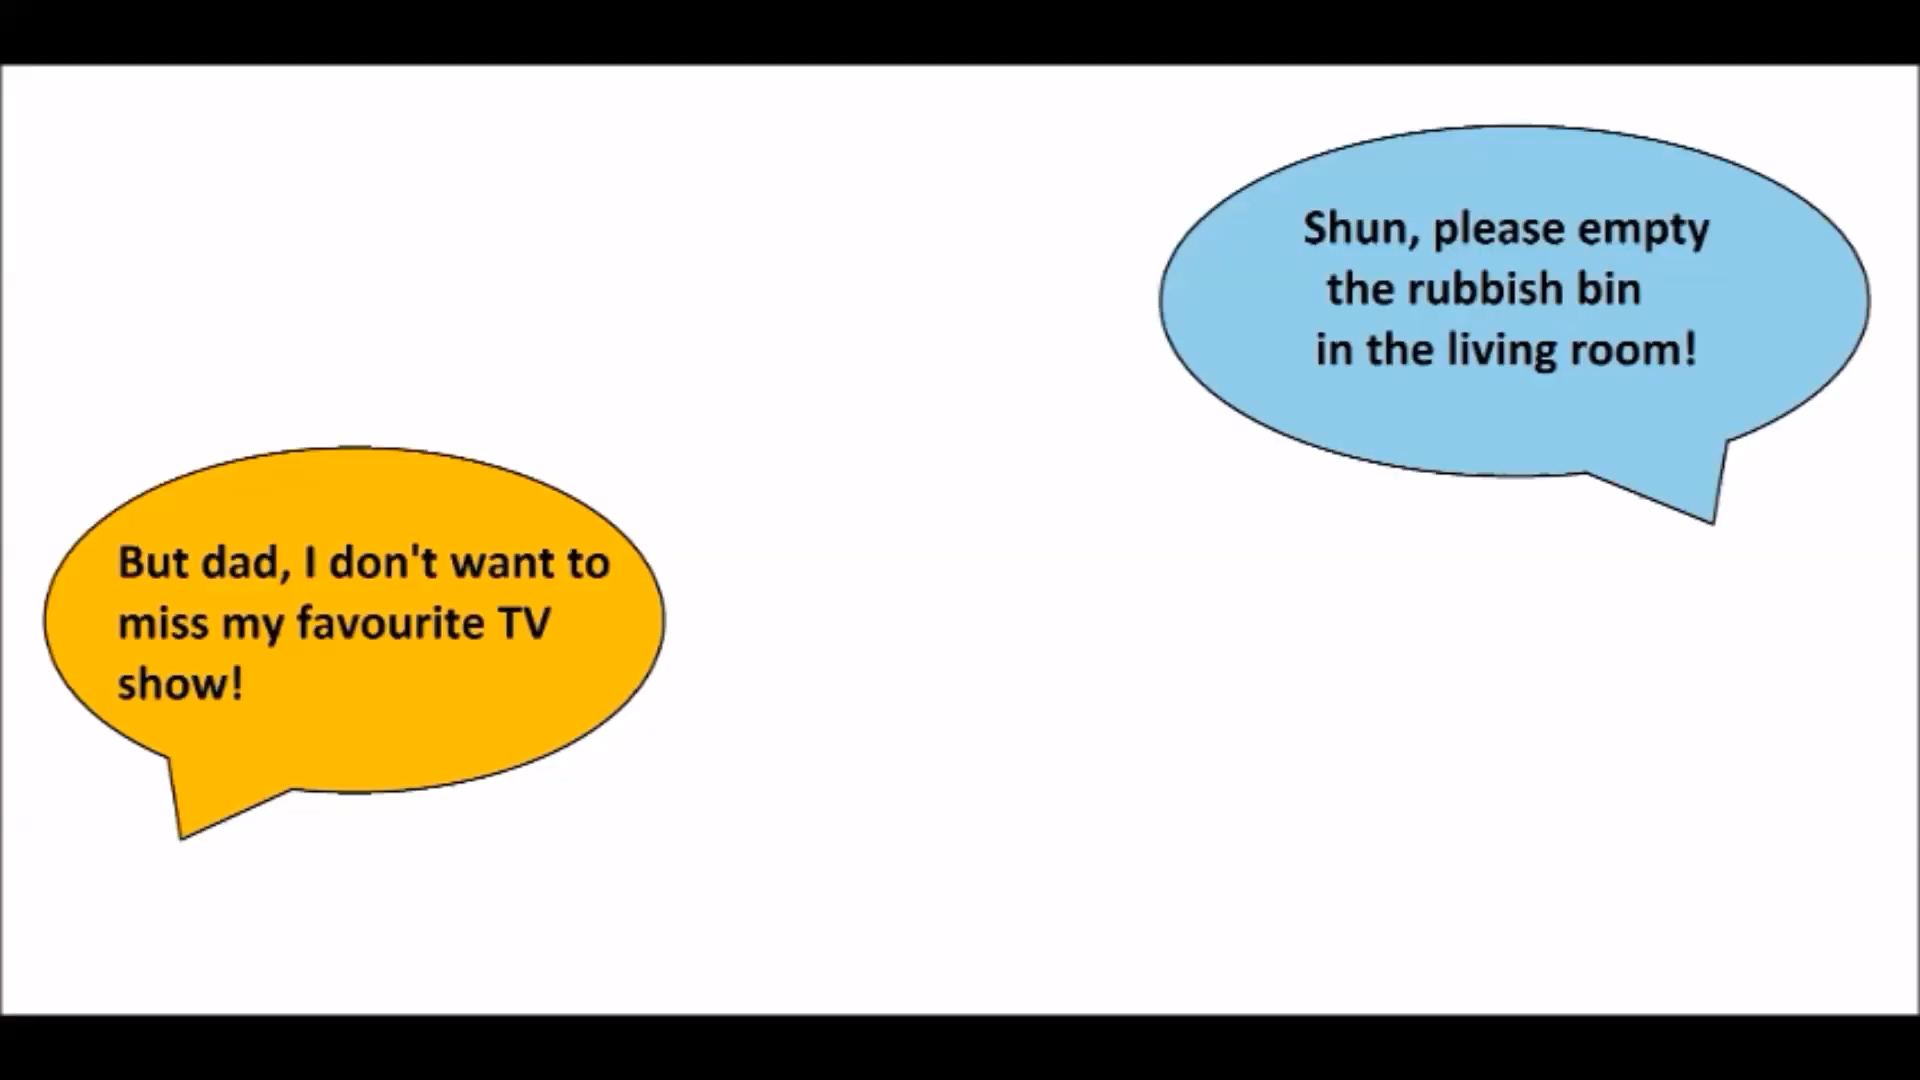 Shun, please empty
the rubbish bin
in the living room!
But dad, I don't want to
miss my favourite TV
show!